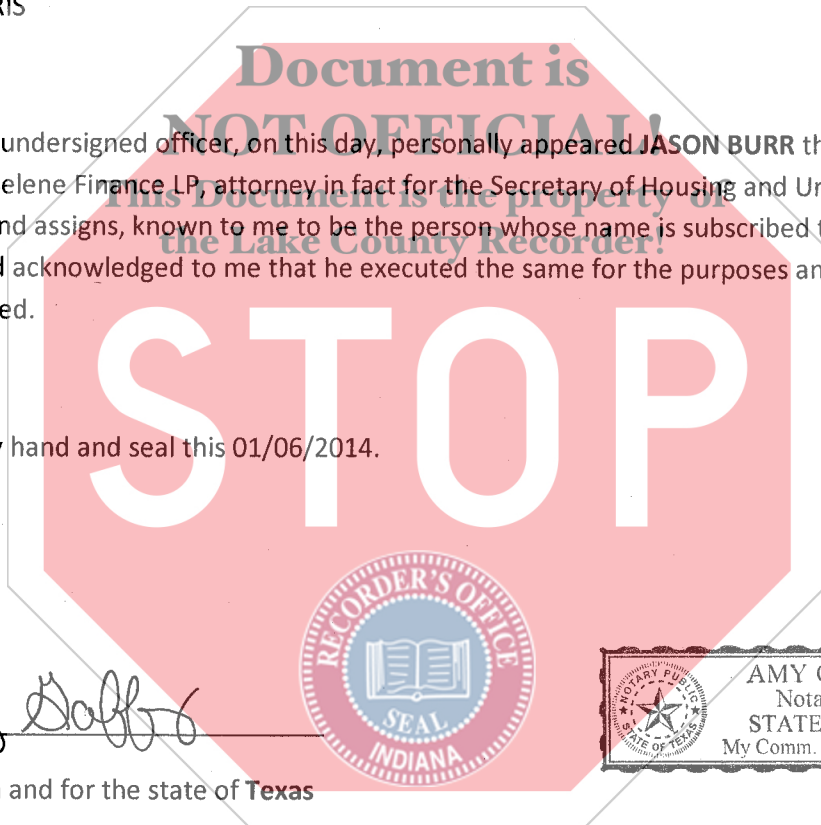 RIS
Document is
NOT OFFICIAL!
undersigned officer, on this day, personally appeared JASON BURR th
This Document is the property of
elene Finance LP, attorney in fact for the Secretary of Housing and Ur
nd assigns, known to me to be the person whose name is subscribed t
the Lake County Recorder!
d acknowledged to me that he executed the same for the purposes an
ed.
STOP
y hand and seal this 01/06/2014.
RECORDER'S OFFICE
SEAL
INDIANA
NOTARY PUBLIC
STATE OF TEXAS
AMY G
Nota
STATE
My Comm.
n and for the state of Texas